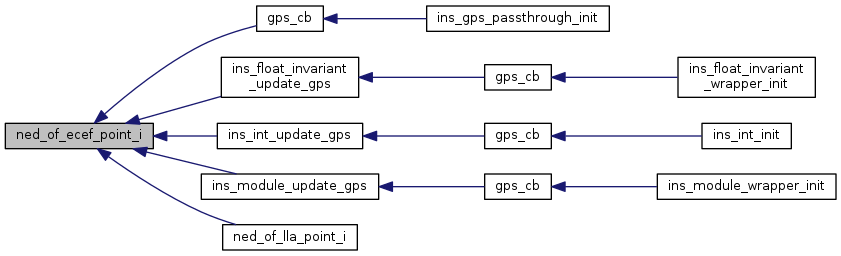 gps_cb
ins_gps_passthrough_init
ins_float_invariant
_update_gps
gps_cb
ins_float_invariant
_wrapper_init
ned_of_ecef_point_i
ins_int_update_gps
gps_cb
ins_int_init
ins_module_update_gps
gps_cb
ins_module_wrapper_init
ned_of_lla_point_i